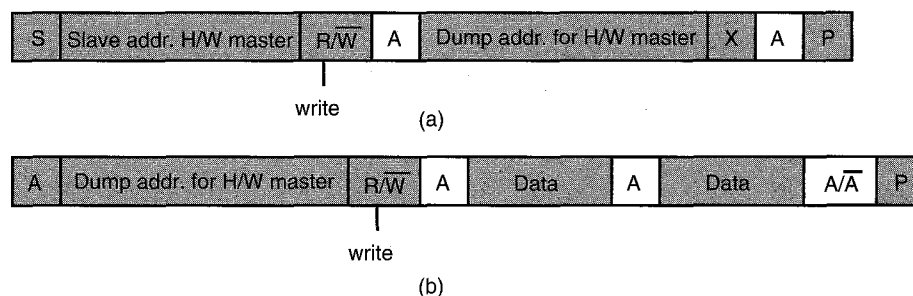 S Slave addr. H/W master R/W̅ A Dump addr. for H/W master X A P
write
(a)
A Dump addr. for H/W master R/W̅ A Data A Data A/A̅ P
write
(b)